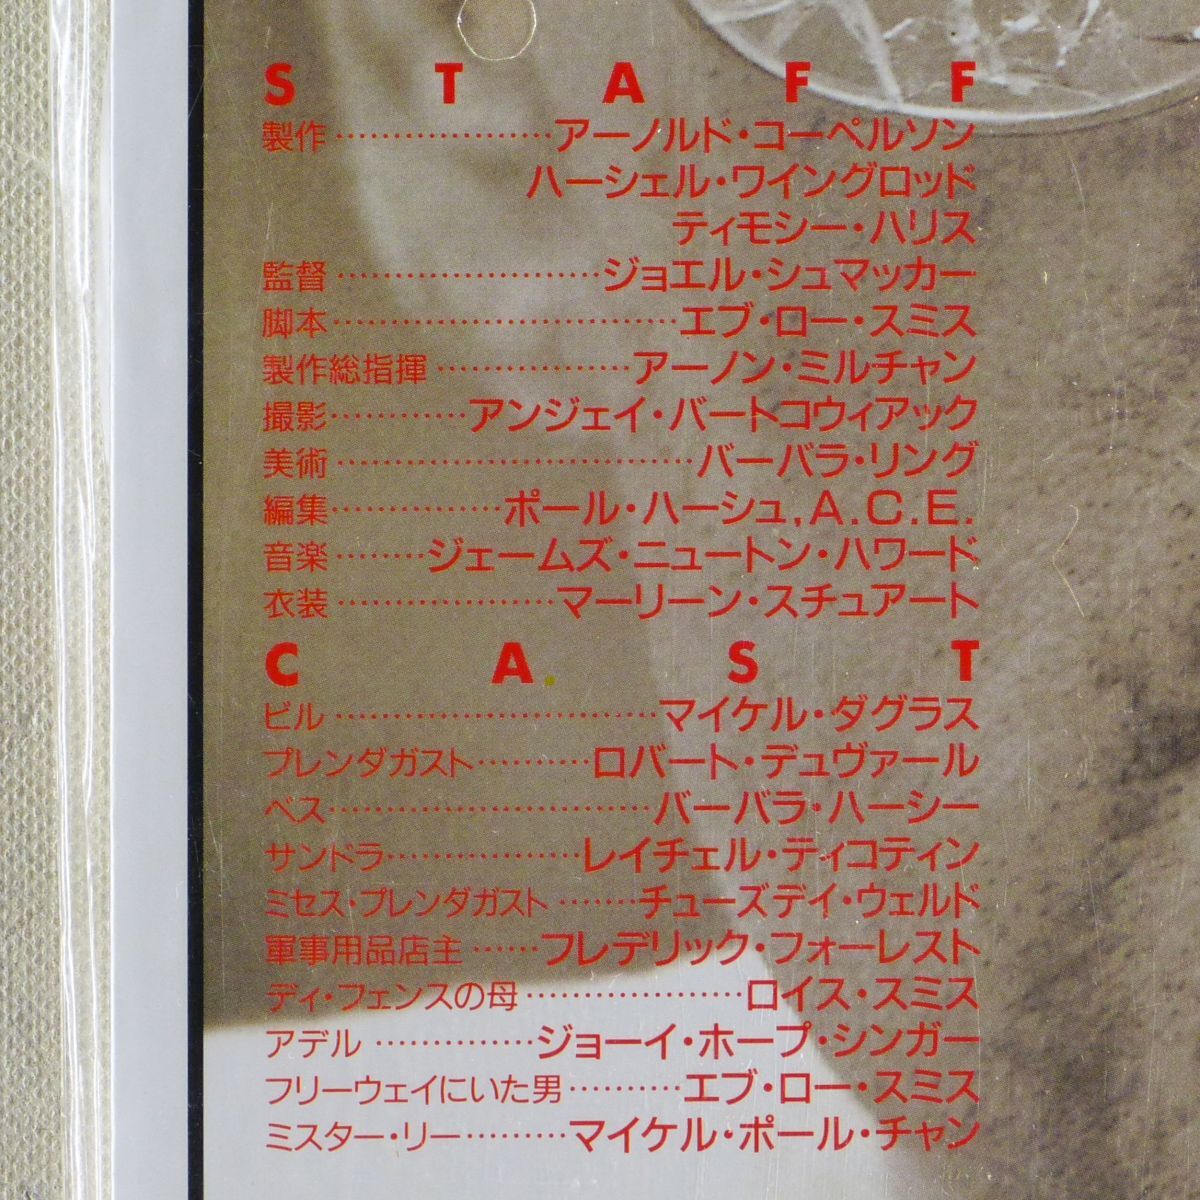 STAFF
製作……………………アーノルド・コーペルソン
ハーシェル・ワイングロッド
ティモシー・ハリス
監督……………………ジョエル・シュマッカー
脚本……………………エブ・ロー・スミス
製作総指揮………………アーノン・ミルチャン
撮影…………アンジェイ・バートコウィアック
美術……………………………バーバラ・リング
編集……………ポール・ハーシュ,A.C.E.
音楽………ジェームズ・ニュートン・ハワード
衣装…………………マーリーン・スチュアート
CAST
ビル…………………………マイケル・ダグラス
プレンダガスト…………ロバート・デュヴァール
ベス…………………………バーバラ・ハーシー
サンドラ………………レイチェル・ティコティン
ミセス・プレンダガスト………チューズデイ・ウェルド
軍事用品店主……フレデリック・フォーレスト
ディ・フェンスの母…………………ロイス・スミス
アデル……………ジョーイ・ホープ・シンガー
フリーウェイにいた男…………エブ・ロー・スミス
ミスター・リー…………マイケル・ポール・チャン